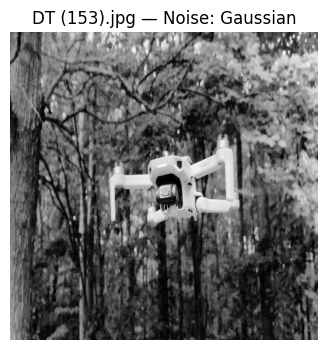 DT (153).jpg — Noise: Gaussian